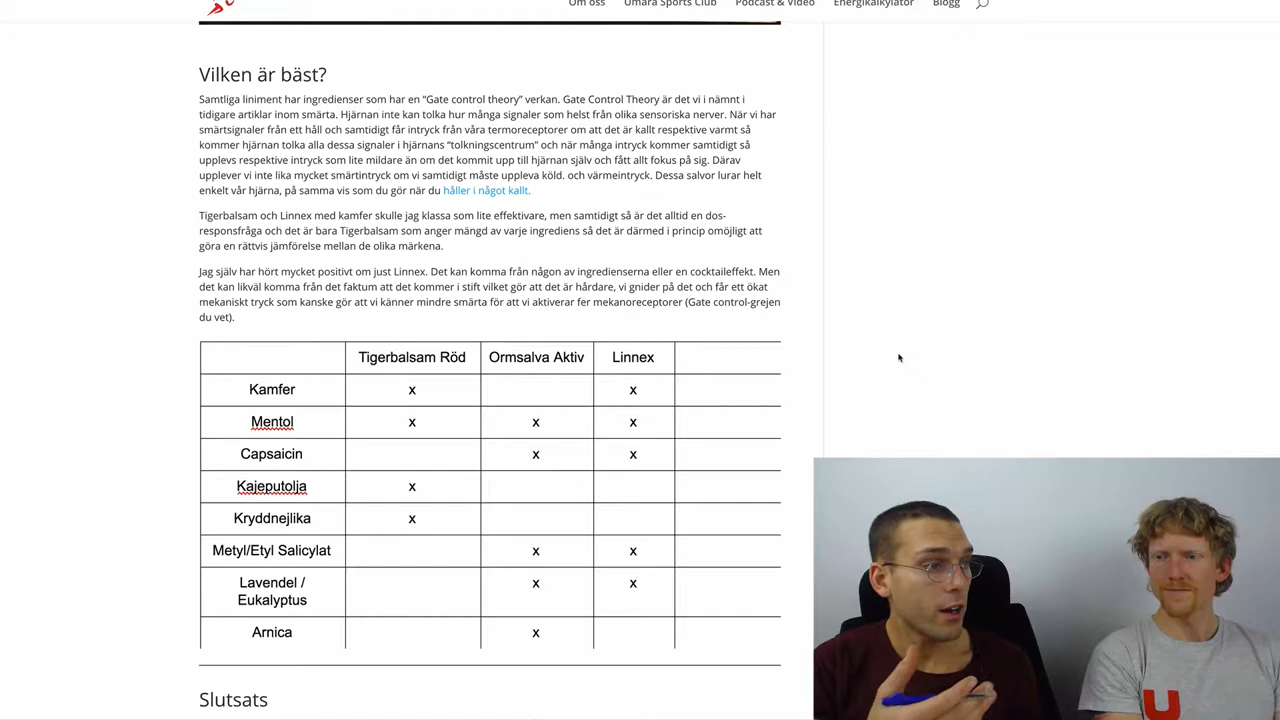 Om oss Umara Sports Club Podcast & Video Energikalkylator Blogg
Vilken är bäst?
Samtliga liniment har ingredienser som har en “Gate control theory” verkan. Gate Control Theory är det vi i nämnt i
tidigare artiklar inom smärta. Hjärnan inte kan tolka hur många signaler som helst från olika sensoriska nerver. När vi har
smärtsignaler från ett håll och samtidigt får intryck från våra termoreceptorer om att det är kallt respektive varmt så
kommer hjärnan tolka alla dessa signaler i hjärnans “tolkningscentrum” och när många intryck kommer samtidigt så
upplevs respektive intryck som lite mildare än om det kommit upp till hjärnan själv och fått allt fokus på sig. Därav
upplever vi inte lika mycket smärtintryck om vi samtidigt måste uppleva köld. och värmeintryck. Dessa salvor lurar helt
enkelt vår hjärna, på samma vis som du gör när du håller i något kallt.
Tigerbalsam och Linnex med kamfer skulle jag klassa som lite effektivare, men samtidigt så är det alltid en dos-
responsfråga och det är bara Tigerbalsam som anger mängd av varje ingrediens så det är därmed i princip omöjligt att
göra en rättvis jämförelse mellan de olika märkena.
Jag själv har hört mycket positivt om just Linnex. Det kan komma från någon av ingredienserna eller en cocktaileffekt. Men
det kan likväl komma från det faktum att det kommer i stift vilket gör att det är hårdare, vi gnider på det och får ett ökat
mekaniskt tryck som kanske gör att vi känner mindre smärta för att vi aktiverar fer mekanoreceptorer (Gate control-grejen
du vet).
Tigerbalsam Röd Ormsalva Aktiv Linnex
Kamfer x x
Mentol x x x
Capsaicin x x
Kajeputolja x
Kryddnejlika x
Metyl/Etyl Salicylat x x
Lavendel / x x
Eukalyptus
Arnica x
Slutsats
U